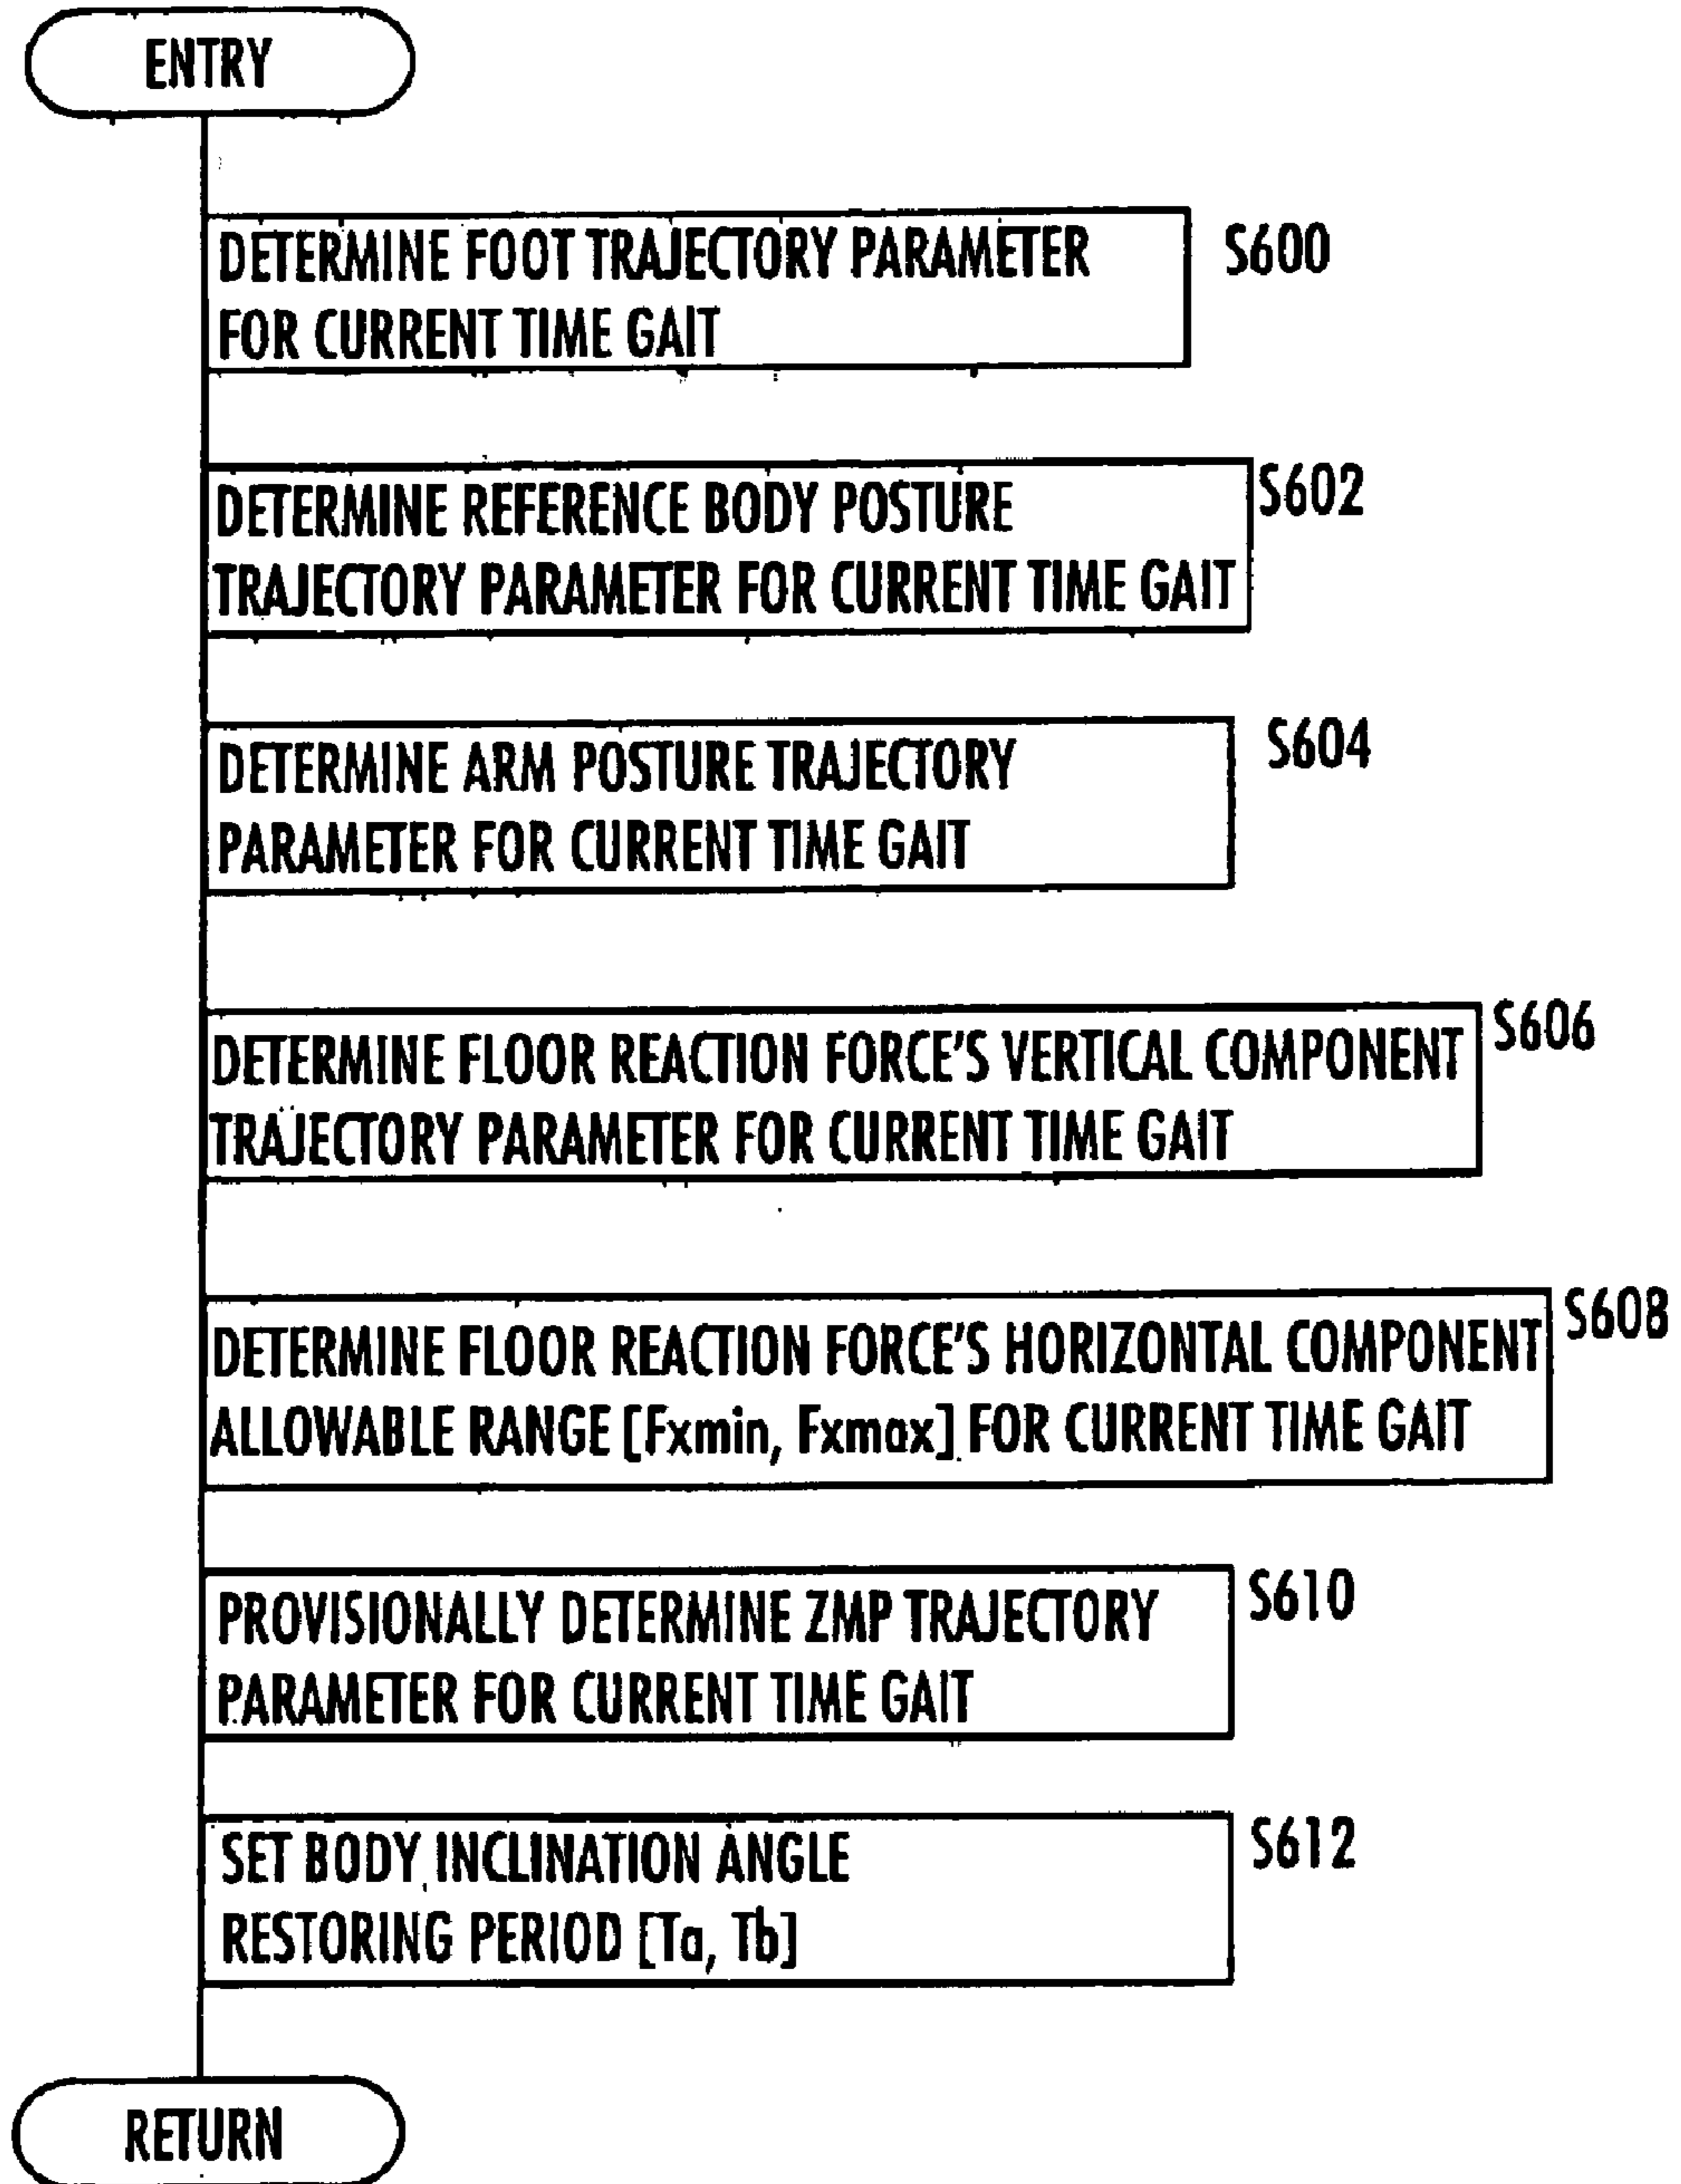 ENTRY
DETERMINE FOOT TRAJECTORY PARAMETER
FOR CURRENT TIME GAIT
S600
DETERMINE REFERENCE BODY POSTURE
TRAJECTORY PARAMETER FOR CURRENT TIME GAIT
S602
DETERMINE ARM POSTURE TRAJECTORY
PARAMETER FOR CURRENT TIME GAIT
S604
DETERMINE FLOOR REACTION FORCE'S VERTICAL COMPONENT
TRAJECTORY PARAMETER FOR CURRENT TIME GAIT
S606
DETERMINE FLOOR REACTION FORCE'S HORIZONTAL COMPONENT
ALLOWABLE RANGE [Fxmin, Fxmax] FOR CURRENT TIME GAIT
S608
PROVISIONALLY DETERMINE ZMP TRAJECTORY
PARAMETER FOR CURRENT TIME GAIT
S610
SET BODY INCLINATION ANGLE
RESTORING PERIOD [Ta, Tb]
S612
RETURN